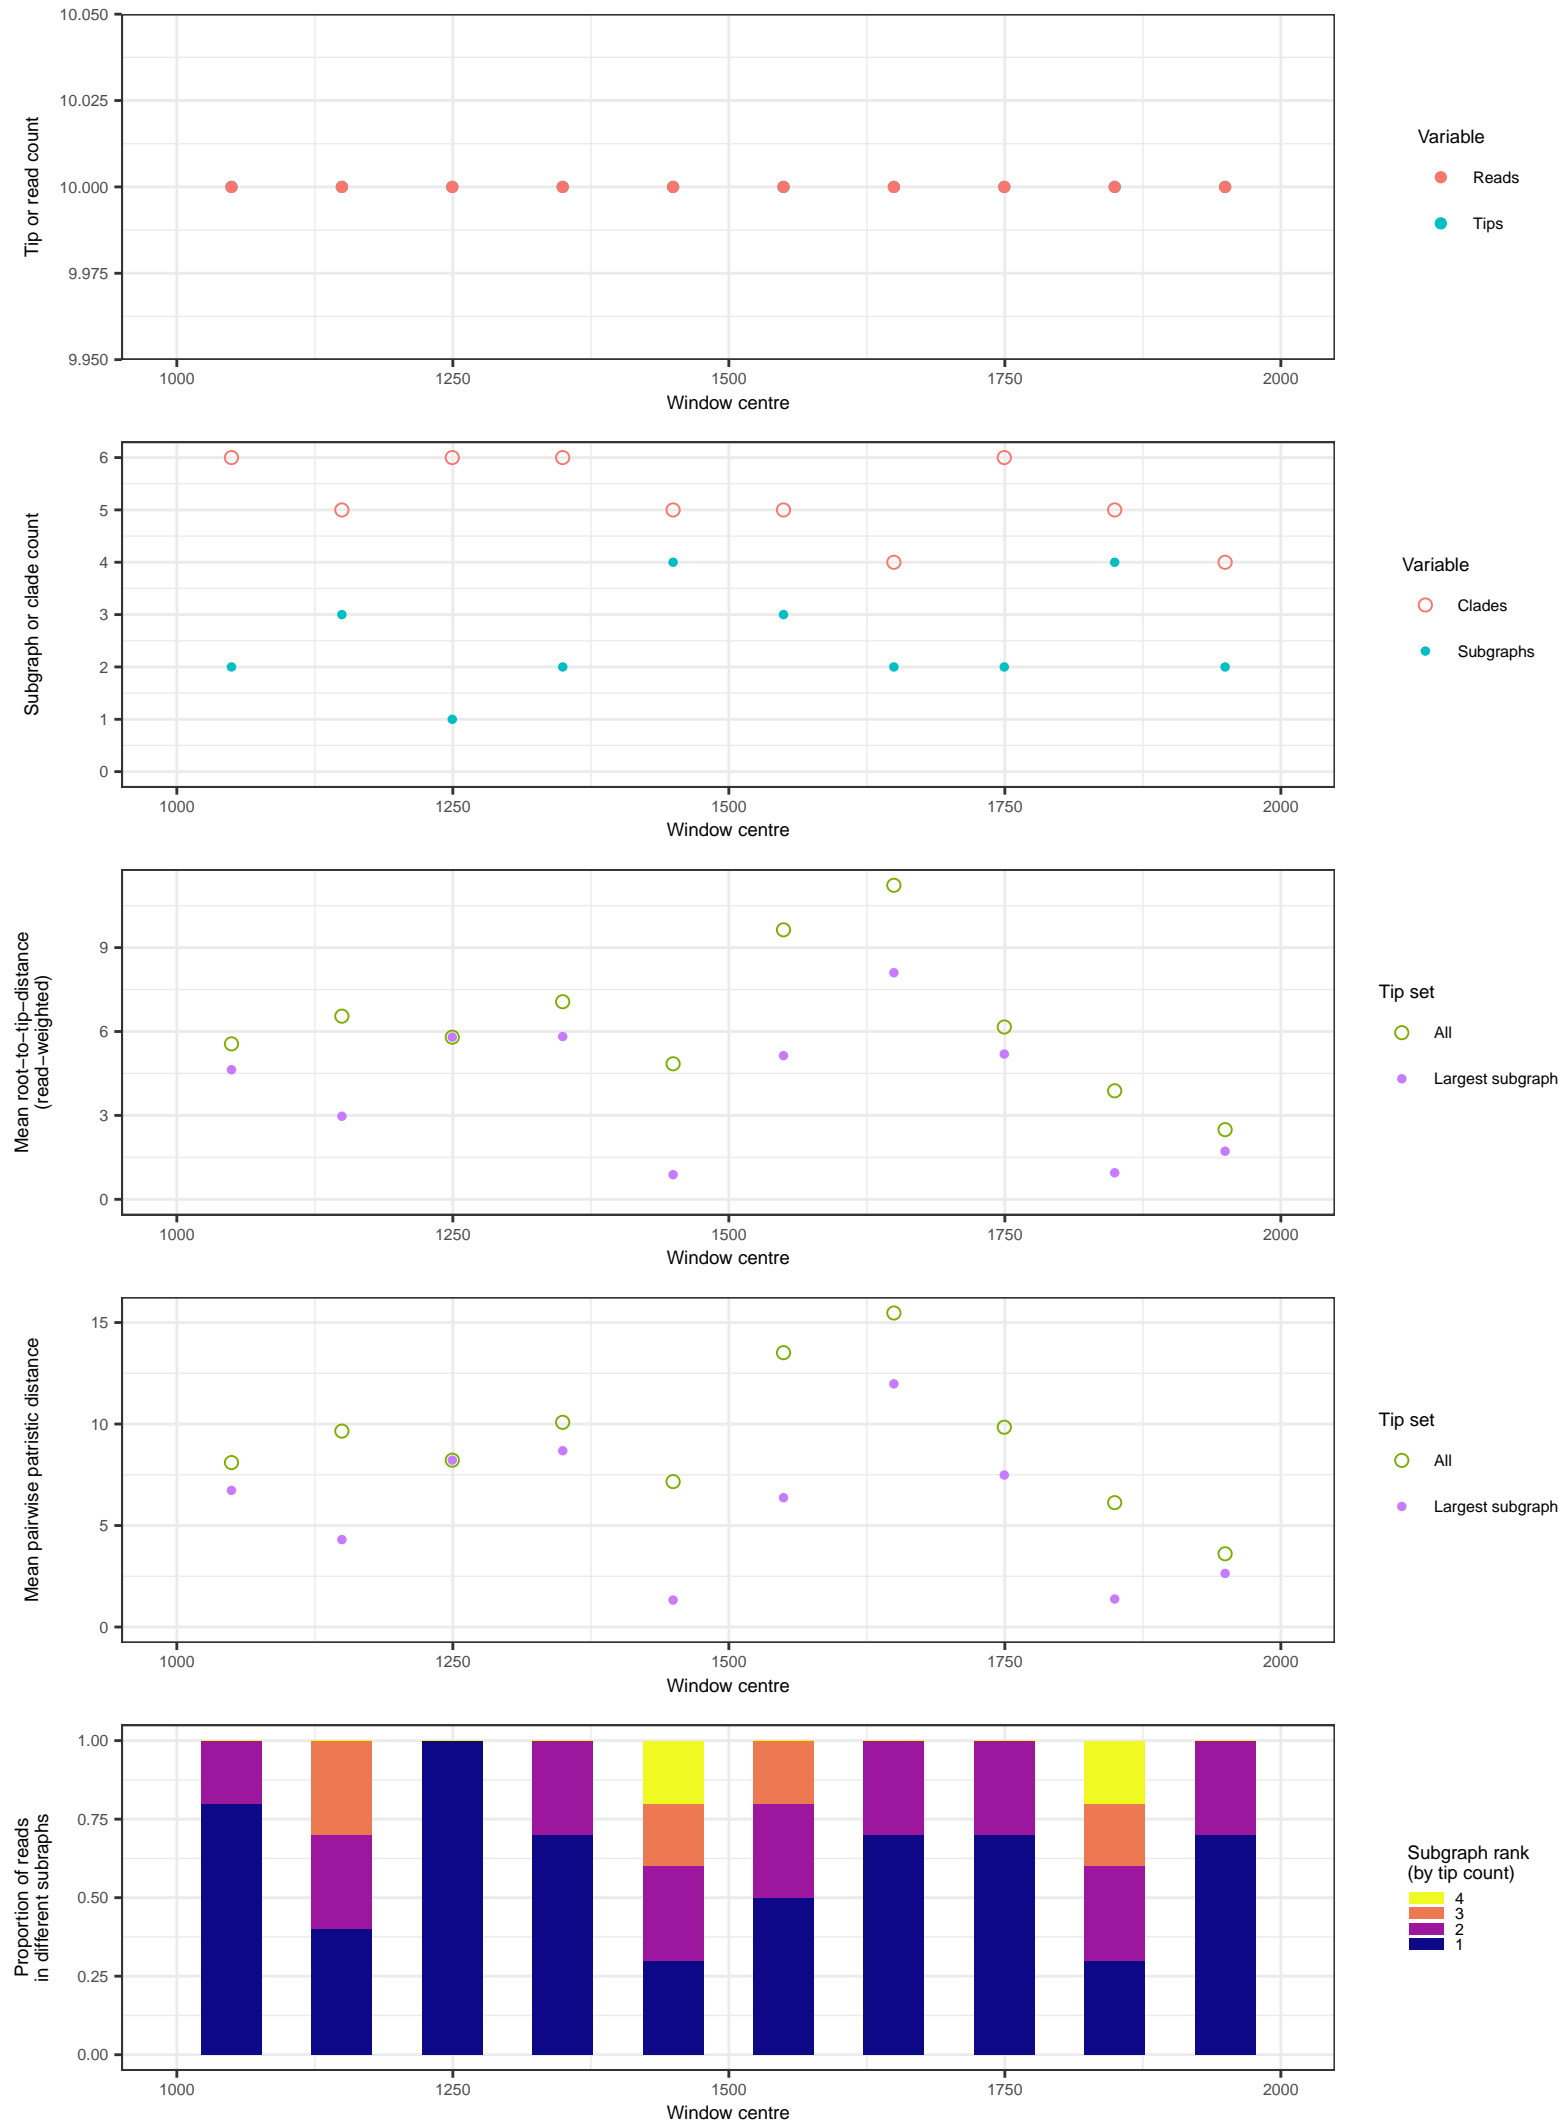 10.050
10.025
10.000
9.975
9.950
Tip or read count
1000 1250 1500 1750 2000
Window centre
Variable
Reads
Tips
6
5
4
3
2
1
0
Subgraph or clade count
1000 1250 1500 1750 2000
Window centre
Variable
Clades
Subgraphs
9
6
3
0
Mean root−to−tip−distance
(read−weighted)
1000 1250 1500 1750 2000
Window centre
Tip set
All
Largest subgraph
15
10
5
0
Mean pairwise patristic distance
1000 1250 1500 1750 2000
Window centre
Tip set
All
Largest subgraph
1.00
0.75
0.50
0.25
0.00
Proportion of reads
in different subraphs
1000 1250 1500 1750 2000
Window centre
Subgraph rank
(by tip count)
4
3
2
1